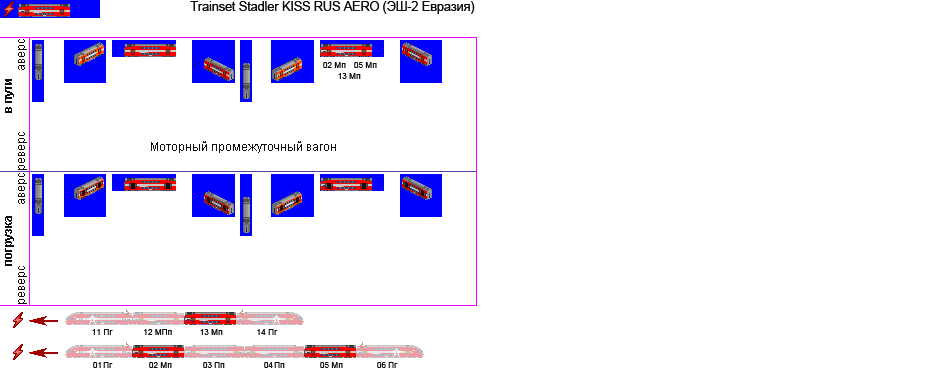 Trainset Stadler KISS RUS AERO (ЭШ-2 Евразия)
аверс
02 Мп 05 Мп
13 Мп
в пути
реверс
Моторный промежуточный вагон
аверс
погрузка
реверс
11 Пг 12 МПп 13 Мп 14 Пг
01 Пг 02 Мп 03 Пп 04 Пп 05 Мп 06 Пг